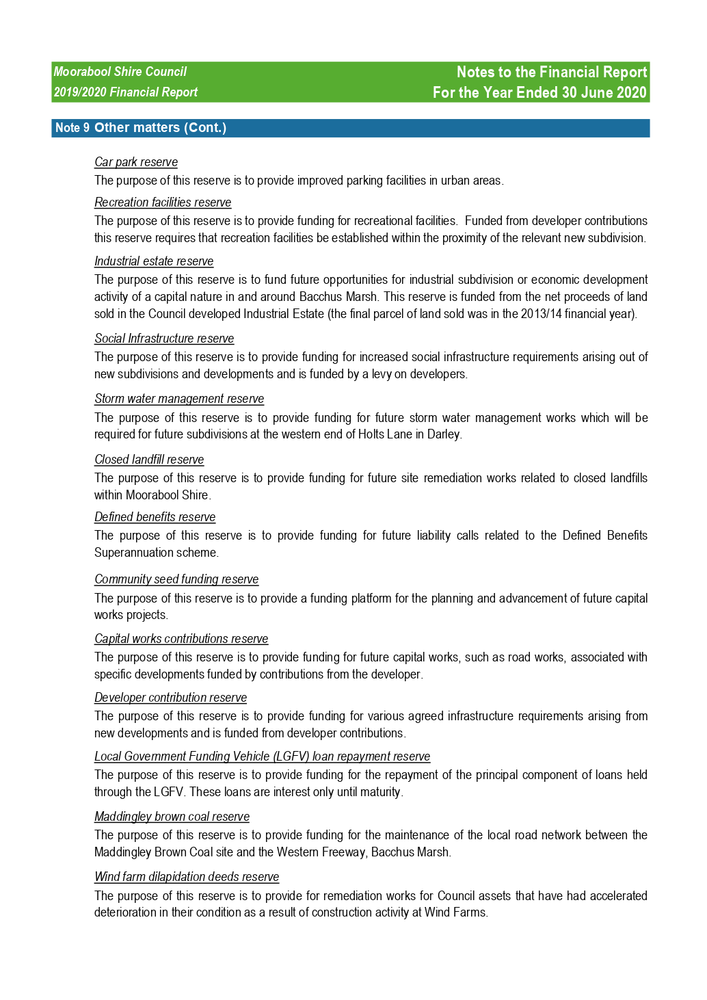 Moorabool Shire Council
Notes to the Financial Report
2019/2020 Financial Report
For the Year Ended 30 June 2020
Note 9 Other matters (Cont.)
Car park reserve
The purpose of this reserve is to provide improved parking facilities in urban areas.
Recreation facilities reserve
The purpose of this reserve is to provide funding for recreational facilities.  Funded from developer contributions
this reserve requires that recreation facilities be established within the proximity of the relevant new subdivision.
Industrial estate reserve
The purpose of this reserve is to fund future opportunities for industrial subdivision or economic development
activity of a capital nature in and around Bacchus Marsh. This reserve is funded from the net proceeds of land
sold in the Council developed Industrial Estate (the final parcel of land sold was in the 2013/14 financial year).
Social Infrastructure reserve
The purpose of this reserve is to provide funding for increased social infrastructure requirements arising out of
new subdivisions and developments and is funded by a levy on developers.
Storm water management reserve
The purpose of this reserve is to provide funding for future storm water management works which will be
required for future subdivisions at the western end of Holts Lane in Darley.
Closed landfill reserve
The purpose of this reserve is to provide funding for future site remediation works related to closed landfills
within Moorabool Shire.
Defined benefits reserve
The purpose of this reserve is to provide funding for future liability calls related to the Defined Benefits
Superannuation scheme.
Community seed funding reserve
The purpose of this reserve is to provide a funding platform for the planning and advancement of future capital
works projects.
Capital works contributions reserve
The purpose of this reserve is to provide funding for future capital works, such as road works, associated with
specific developments funded by contributions from the developer.
Developer contribution reserve
The purpose of this reserve is to provide funding for various agreed infrastructure requirements arising from
new developments and is funded from developer contributions.
Local Government Funding Vehicle (LGFV) loan repayment reserve
The purpose of this reserve is to provide funding for the repayment of the principal component of loans held
through the LGFV. These loans are interest only until maturity.
Maddingley brown coal reserve
The purpose of this reserve is to provide funding for the maintenance of the local road network between the
Maddingley Brown Coal site and the Western Freeway, Bacchus Marsh.
Wind farm dilapidation deeds reserve
The purpose of this reserve is to provide for remediation works for Council assets that have had accelerated
deterioration in their condition as a result of construction activity at Wind Farms.